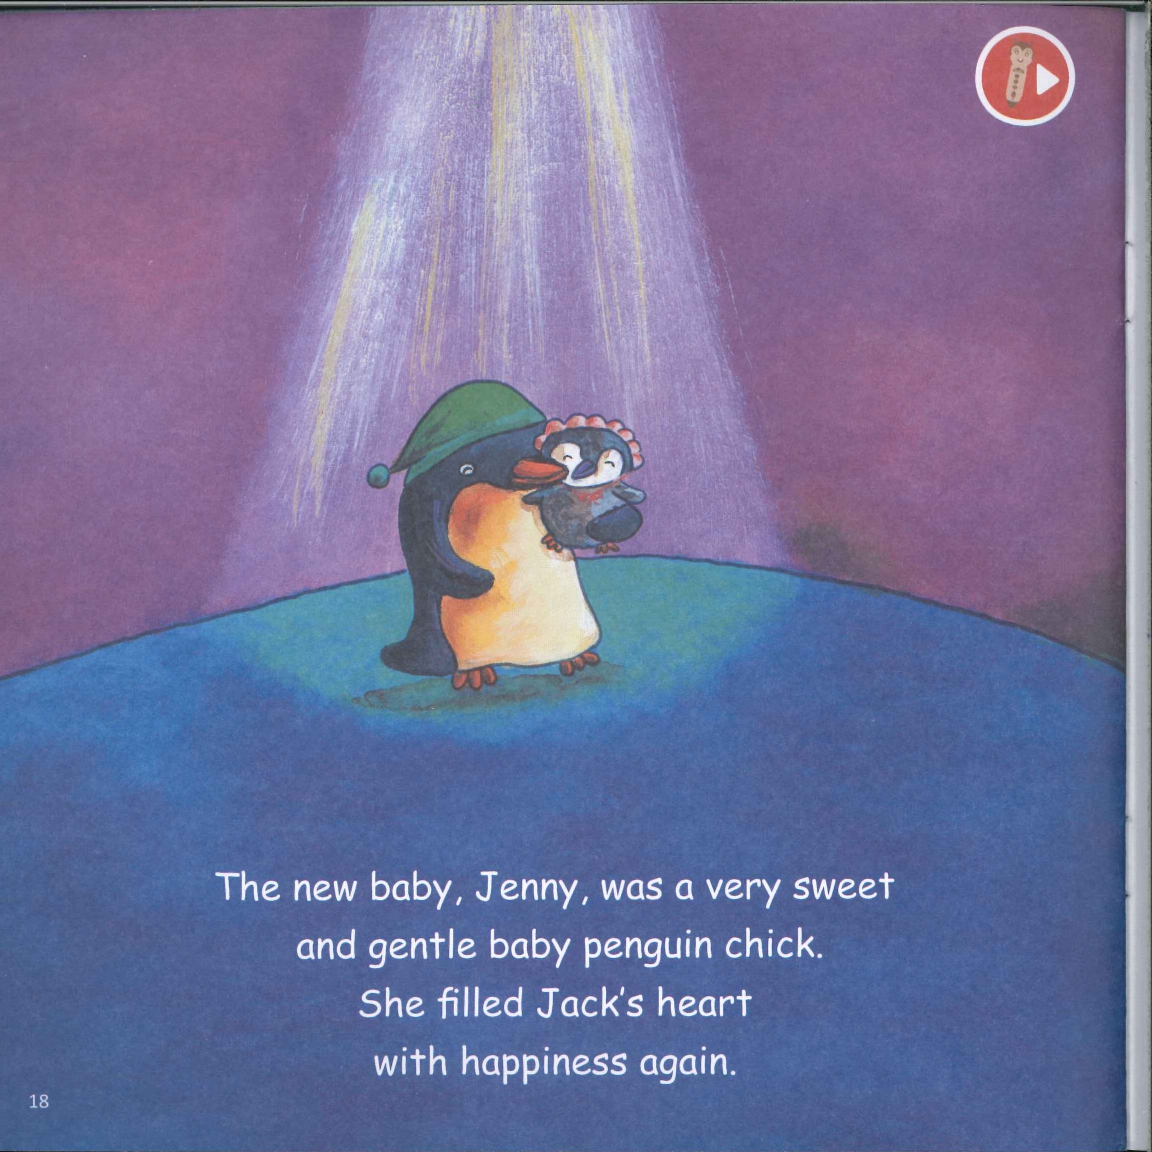 The new baby, Jenny, was a very sweet
and gentle baby penguin chick.
She filled Jack's heart
with happiness again.
18